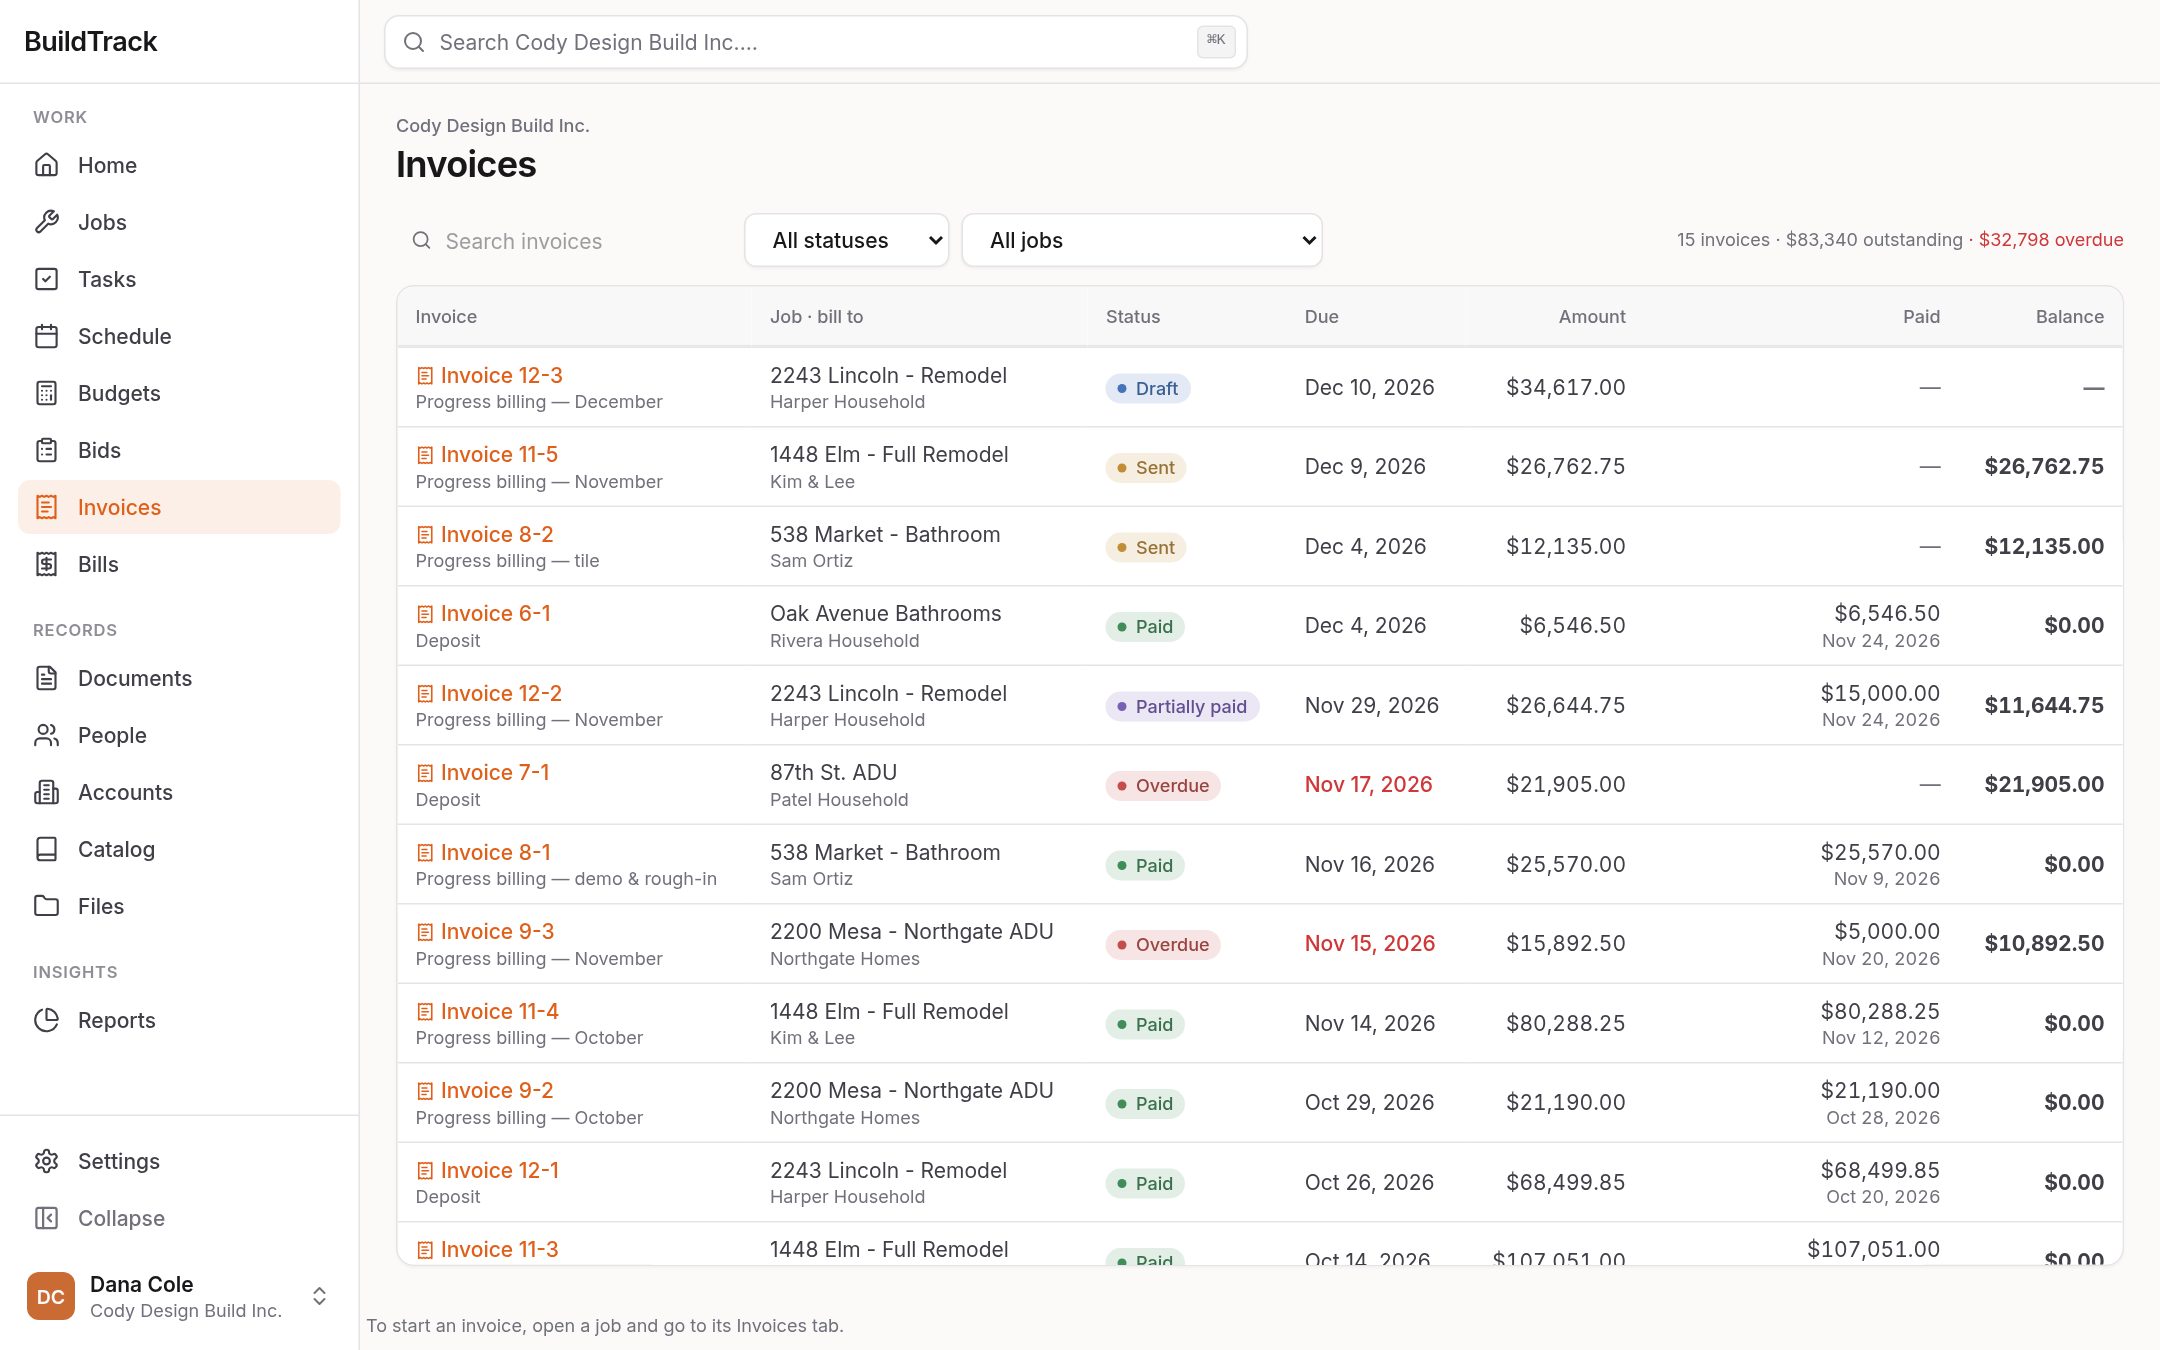 BuildTrack
Search Cody Design Build Inc....
⌘K
WORK
Home
Jobs
Tasks
Schedule
Budgets
Bids
Invoices
Bills
RECORDS
Documents
People
Accounts
Catalog
Files
INSIGHTS
Reports
Settings
Collapse
DC
Dana Cole
Cody Design Build Inc.
Cody Design Build Inc.
Invoices
Search invoices
All statuses
All jobs
15 invoices · $83,340 outstanding · $32,798 overdue
Invoice Job · bill to Status Due Amount Paid Balance
Invoice 12-3 2243 Lincoln - Remodel Draft Dec 10, 2026 $34,617.00 — —
Progress billing — December Harper Household
Invoice 11-5 1448 Elm - Full Remodel Sent Dec 9, 2026 $26,762.75 — $26,762.75
Progress billing — November Kim & Lee
Invoice 8-2 538 Market - Bathroom Sent Dec 4, 2026 $12,135.00 — $12,135.00
Progress billing — tile Sam Ortiz
Invoice 6-1 Oak Avenue Bathrooms Paid Dec 4, 2026 $6,546.50 $6,546.50 $0.00
Deposit Rivera Household Nov 24, 2026
Invoice 12-2 2243 Lincoln - Remodel Partially paid Nov 29, 2026 $26,644.75 $15,000.00 $11,644.75
Progress billing — November Harper Household Nov 24, 2026
Invoice 7-1 87th St. ADU Overdue Nov 17, 2026 $21,905.00 — $21,905.00
Deposit Patel Household
Invoice 8-1 538 Market - Bathroom Paid Nov 16, 2026 $25,570.00 $25,570.00 $0.00
Progress billing — demo & rough-in Sam Ortiz Nov 9, 2026
Invoice 9-3 2200 Mesa - Northgate ADU Overdue Nov 15, 2026 $15,892.50 $5,000.00 $10,892.50
Progress billing — November Northgate Homes Nov 20, 2026
Invoice 11-4 1448 Elm - Full Remodel Paid Nov 14, 2026 $80,288.25 $80,288.25 $0.00
Progress billing — October Kim & Lee Nov 12, 2026
Invoice 9-2 2200 Mesa - Northgate ADU Paid Oct 29, 2026 $21,190.00 $21,190.00 $0.00
Progress billing — October Northgate Homes Oct 28, 2026
Invoice 12-1 2243 Lincoln - Remodel Paid Oct 26, 2026 $68,499.85 $68,499.85 $0.00
Deposit Harper Household Oct 20, 2026
Invoice 11-3 1448 Elm - Full Remodel Paid Oct 14, 2026 $107,051.00 $107,051.00 $0.00
To start an invoice, open a job and go to its Invoices tab.